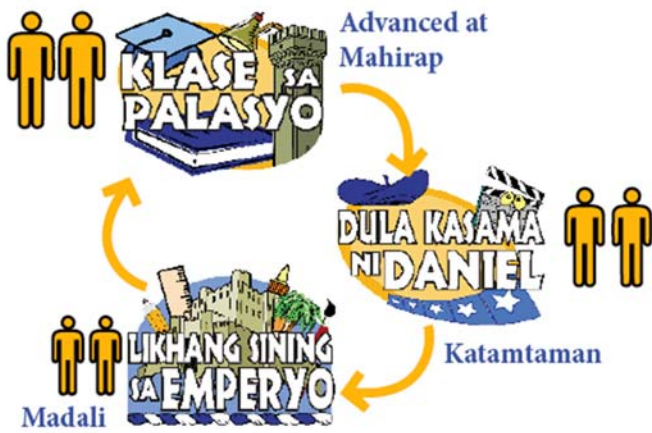 Advanced at
Mahirap
KLASE SA
PALASYO
DULA KASAMA
NI DANIEL
Katamtaman
LIKHANG SINING
SA EMPERYO
Madali